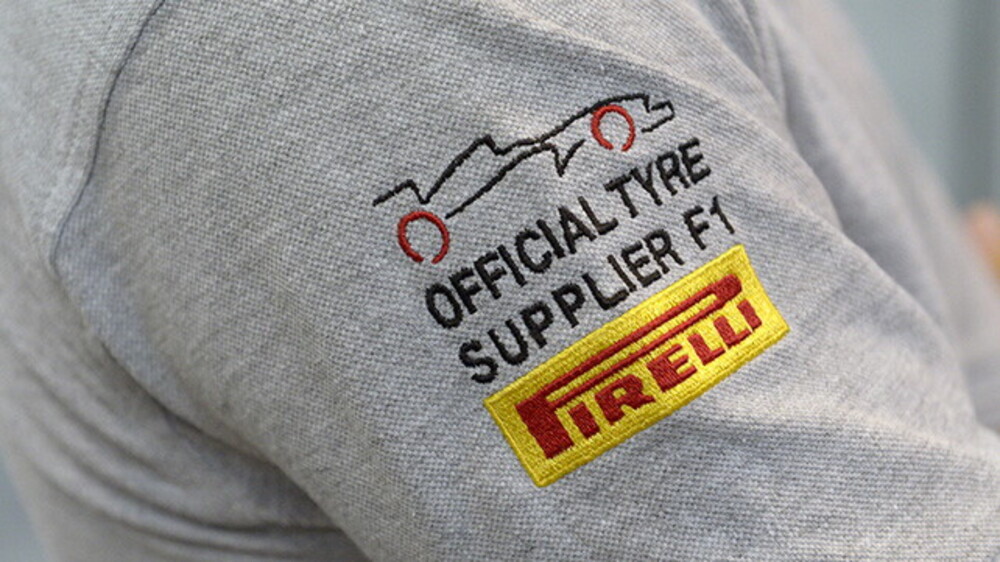 OFFICIAL TYRE
SUPPLIER F1
PIRELLI